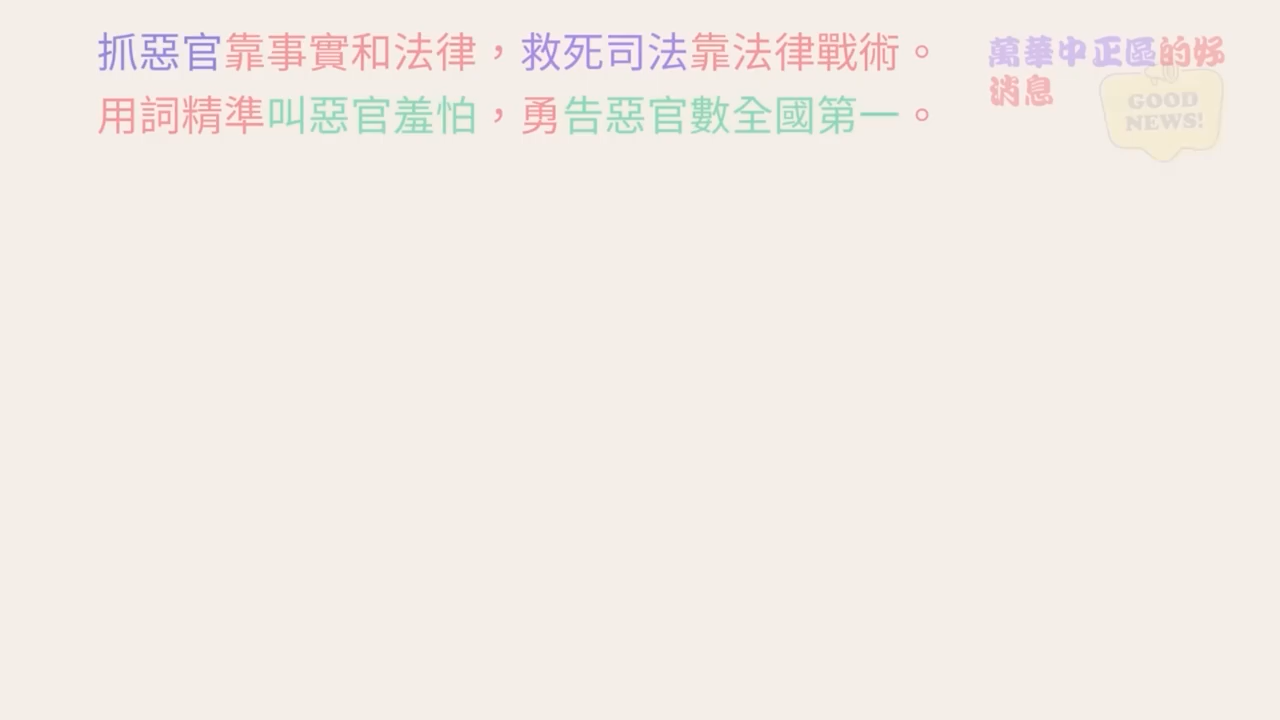 抓惡官靠事實和法律，救死司法靠法律戰術。
用詞精準叫惡官羞怕，勇告惡官數全國第一。
萬華中正區的好
消息
GOOD
NEWS!